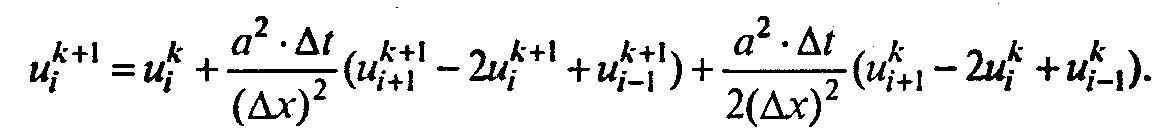 $u_i^{k+1} = u_i^k + \frac{a^2 \cdot \Delta t}{(\Delta x)^2}(u_{i+1}^{k+1} - 2u_i^{k+1} + u_{i-1}^{k+1}) + \frac{a^2 \cdot \Delta t}{2(\Delta x)^2}(u_{i+1}^k - 2u_i^k + u_{i-1}^k).$